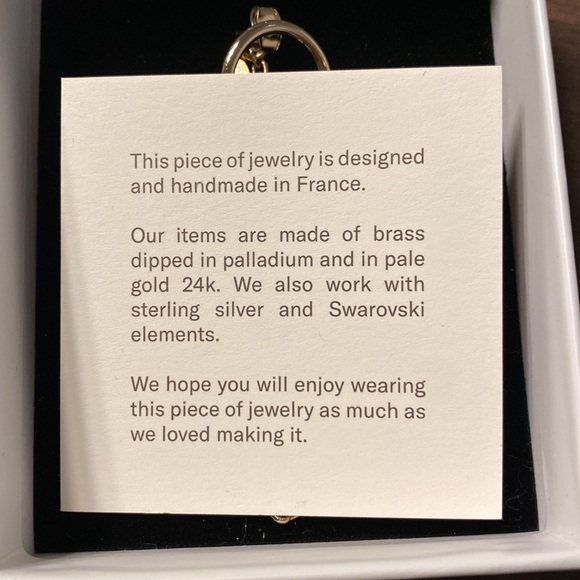 This piece of jewelry is designed
and handmade in France.
Our items are made of brass
dipped in palladium and in pale
gold 24k. We also work with
sterling silver and Swarovski
elements.
We hope you will enjoy wearing
this piece of jewelry as much as
we loved making it.